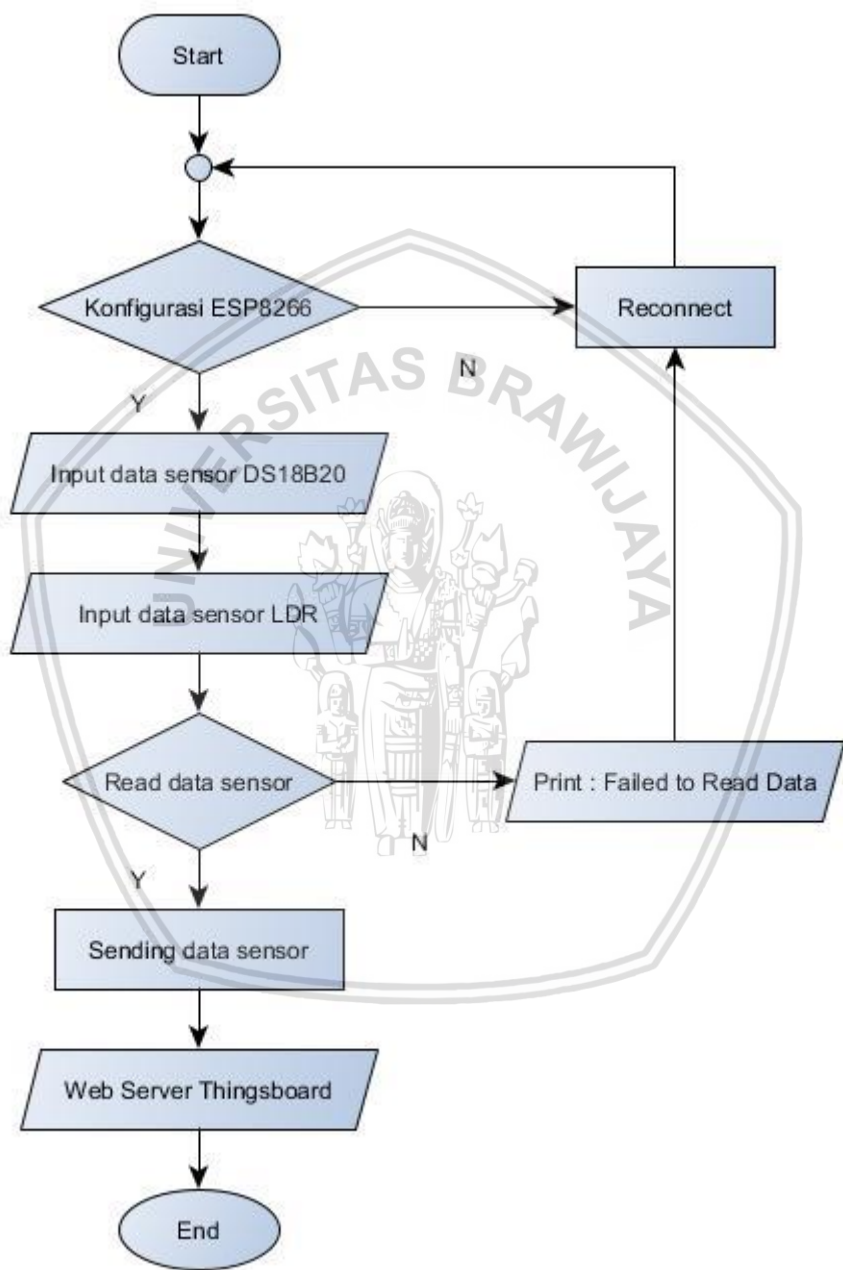 Start
Konfigurasi ESP8266
Reconnect
N
Y
Input data sensor DS18B20
Input data sensor LDR
Read data sensor
Print : Failed to Read Data
N
Y
Sending data sensor
Web Server Thingsboard
End
UNIVERSITAS BRAWIJAYA